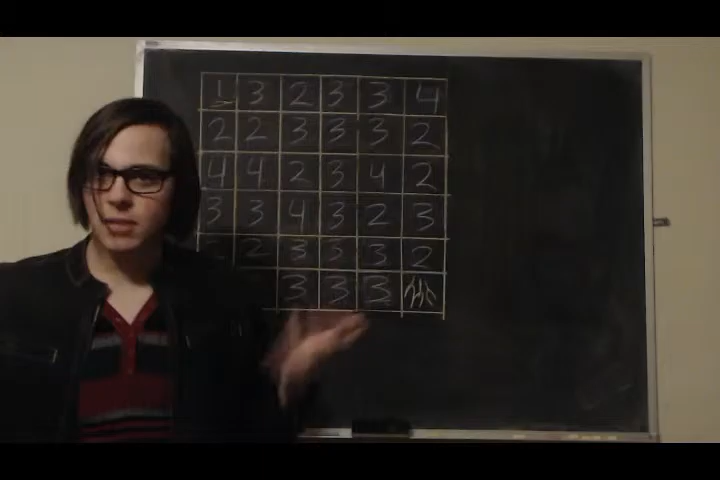 1 3 2 3 3 4
2 2 3 3 3 2
4 4 2 3 4 2
3 3 4 3 2 3
2 3 3 3 2
3 3 3